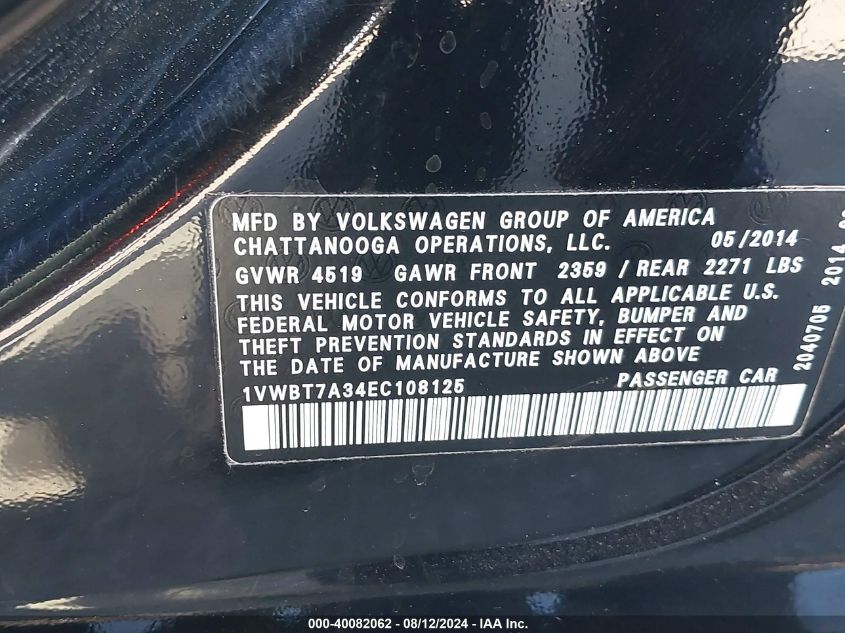 MFD BY VOLKSWAGEN GROUP OF AMERICA
CHATTANOOGA OPERATIONS, LLC. 05/2014
GVWR 4519 GAWR FRONT 2359 / REAR 2271 LBS
THIS VEHICLE CONFORMS TO ALL APPLICABLE U.S.
FEDERAL MOTOR VEHICLE SAFETY, BUMPER AND
THEFT PREVENTION STANDARDS IN EFFECT ON
THE DATE OF MANUFACTURE SHOWN ABOVE
1VWBT7A34EC108125 PASSENGER CAR
2040705 2014
000-40082062 - 08/12/2024 - © IAA, Inc.